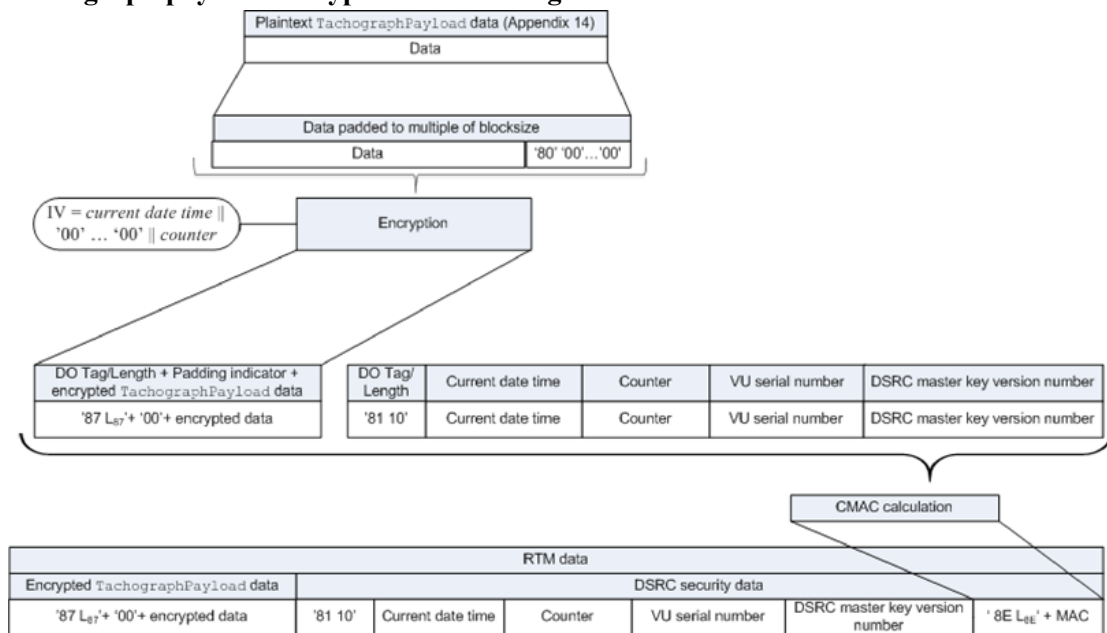 Plaintext TachographPayload data (Appendix 14)
Data
Data padded to multiple of blocksize
Data '80' '00'…'00'
IV = current date time ||
'00' … '00' || counter
Encryption
DO Tag/Length + Padding indicator +
encrypted TachographPayload data
DO Tag/
Length
Current date time
Counter
VU serial number
DSRC master key version number
'87 L87'+ '00'+ encrypted data
'81 10'
Current date time
Counter
VU serial number
DSRC master key version number
CMAC calculation
RTM data
Encrypted TachographPayload data
DSRC security data
'87 L87'+ '00'+ encrypted data
'81 10'
Current date time
Counter
VU serial number
DSRC master key version
number
' 8E L8E' + MAC